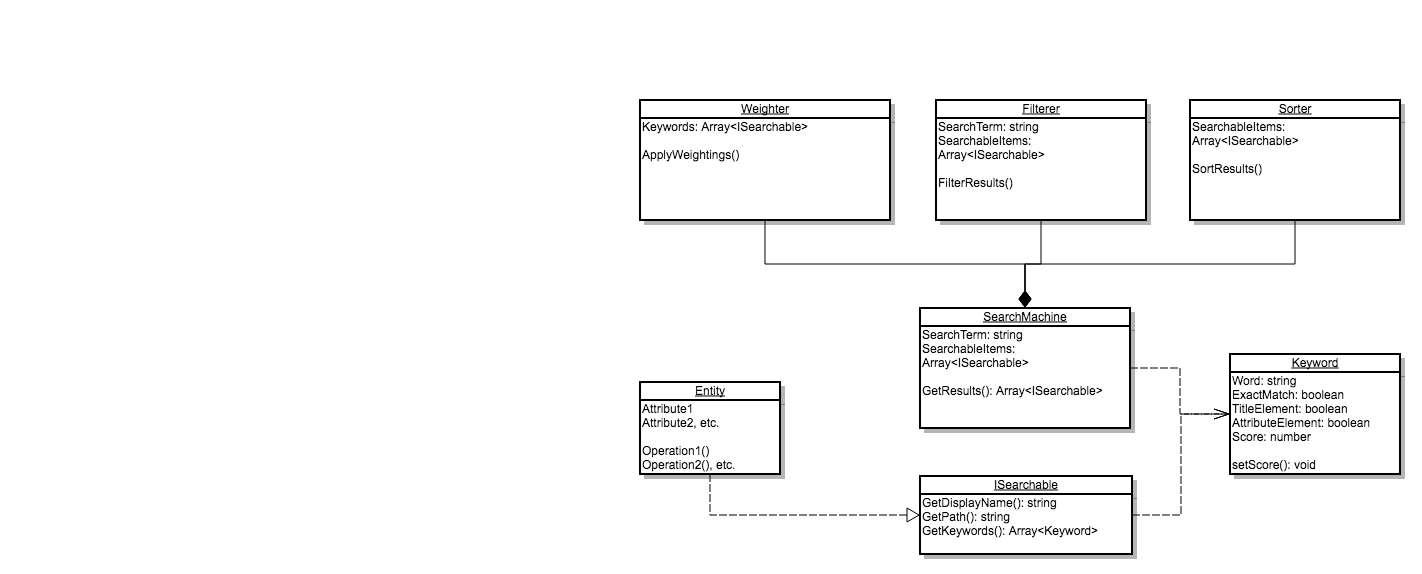 Weighter
Keywords: Array<ISearchable>
ApplyWeightings()
Filterer
SearchTerm: string
SearchableItems:
Array<ISearchable>
FilterResults()
Sorter
SearchableItems:
Array<ISearchable>
SortResults()
SearchMachine
SearchTerm: string
SearchableItems:
Array<ISearchable>
GetResults(): Array<ISearchable>
Keyword
Word: string
ExactMatch: boolean
TitleElement: boolean
AttributeElement: boolean
Score: number
setScore(): void
Entity
Attribute1
Attribute2, etc.
Operation1()
Operation2(), etc.
ISearchable
GetDisplayName(): string
GetPath(): string
GetKeywords(): Array<Keyword>